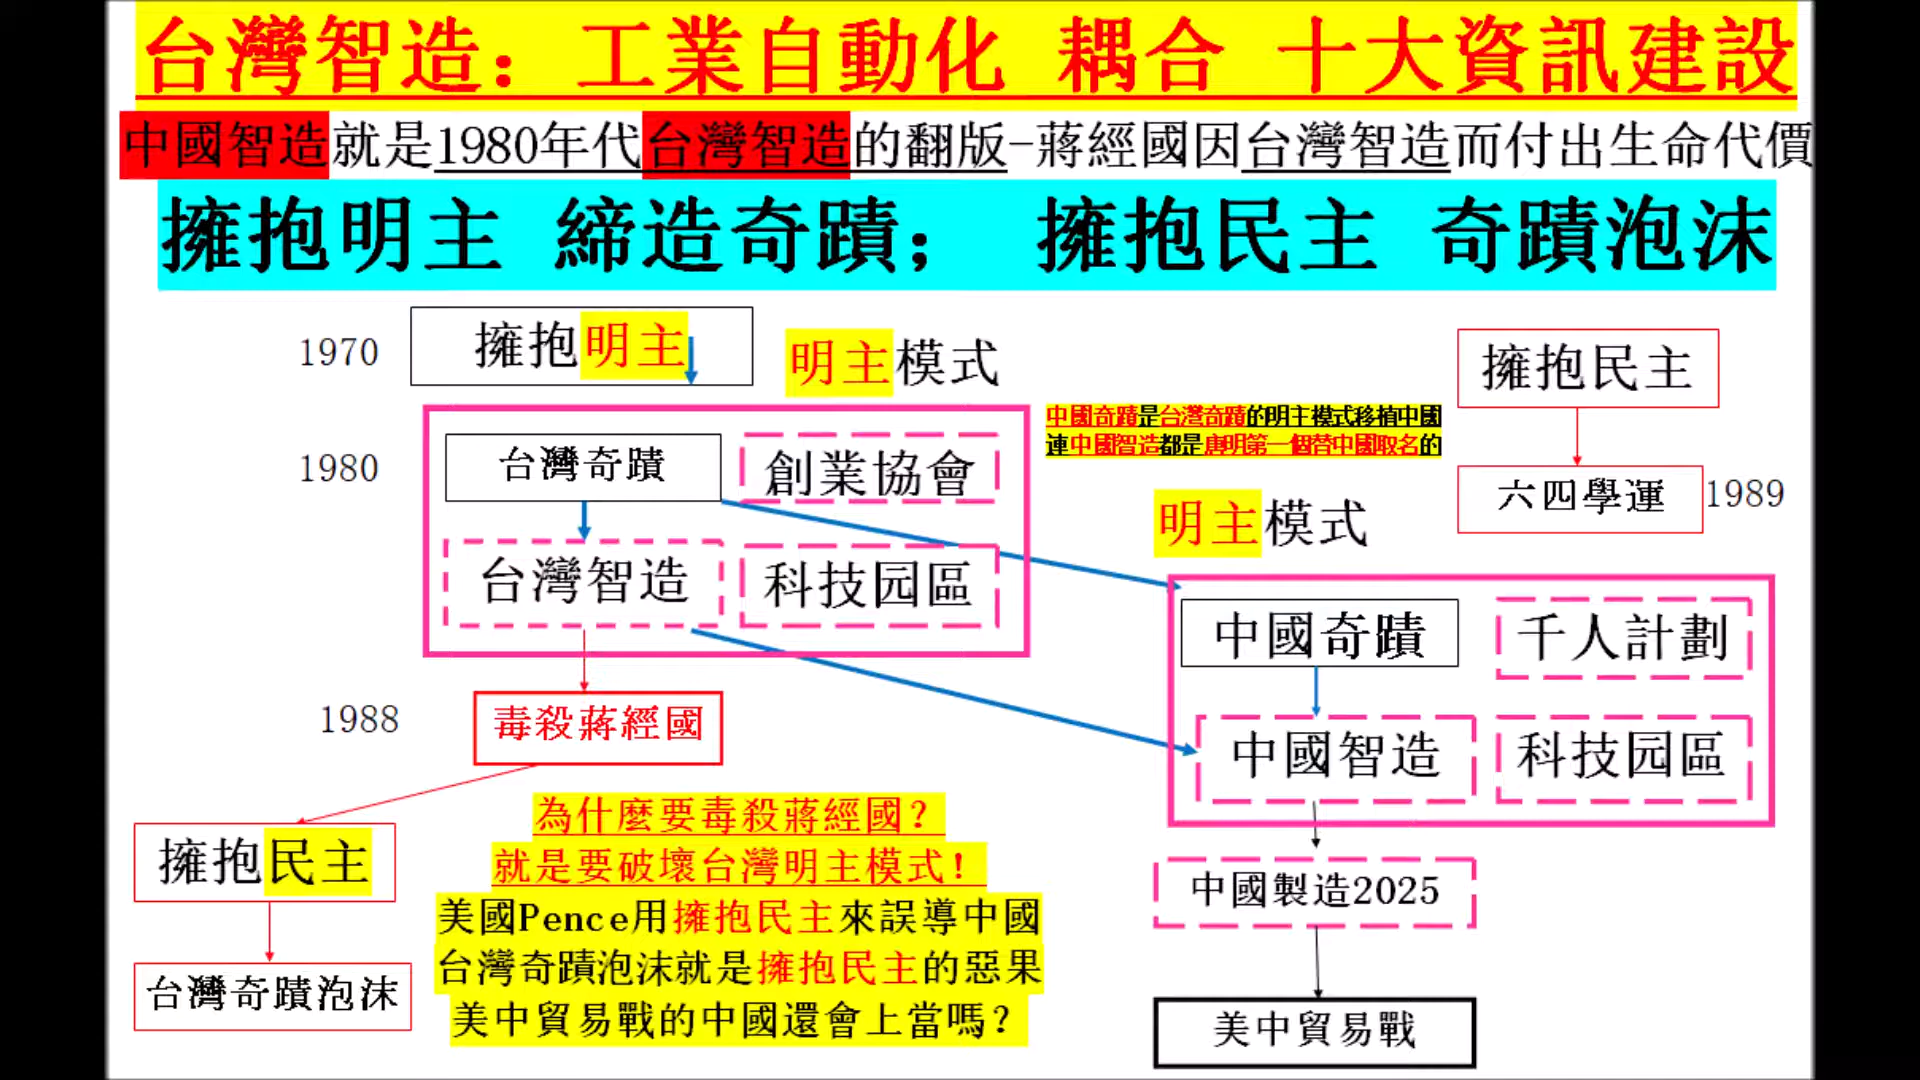 台灣智造：工業自動化 耦合 十大資訊建設
中國智造就是1980年代台灣智造的翻版-蔣經國因台灣智造而付出生命代價
擁抱明主 締造奇蹟； 擁抱民主 奇蹟泡沫
1970
擁抱明主
明主模式
擁抱民主
中國奇蹟是台灣奇蹟的明主模式移植中國
連中國智造都是唐明第一個替中國取名的
1980
台灣奇蹟
創業協會
六四學運
1989
明主模式
台灣智造
科技园區
中國奇蹟
千人計劃
1988
毒殺蔣經國
中國智造
科技园區
為什麼要毒殺蔣經國？
就是要破壞台灣明主模式！
美國Pence用擁抱民主來誤導中國
台灣奇蹟泡沫就是擁抱民主的惡果
美中貿易戰的中國還會上當嗎？
擁抱民主
台灣奇蹟泡沫
中國製造2025
美中貿易戰